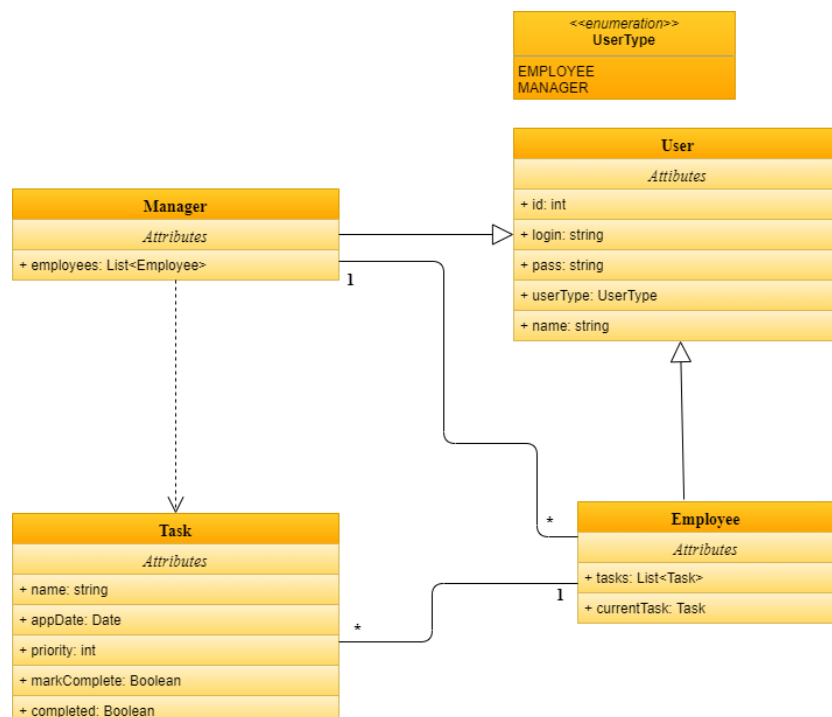 <<enumeration>>
UserType
EMPLOYEE
MANAGER
User
Attibutes
+ id: int
+ login: string
+ pass: string
+ userType: UserType
+ name: string
Manager
Attributes
+ employees: List<Employee>
1
*
Employee
Attributes
+ tasks: List<Task>
+ currentTask: Task
1
*
Task
Attributes
+ name: string
+ appDate: Date
+ priority: int
+ markComplete: Boolean
+ completed: Boolean